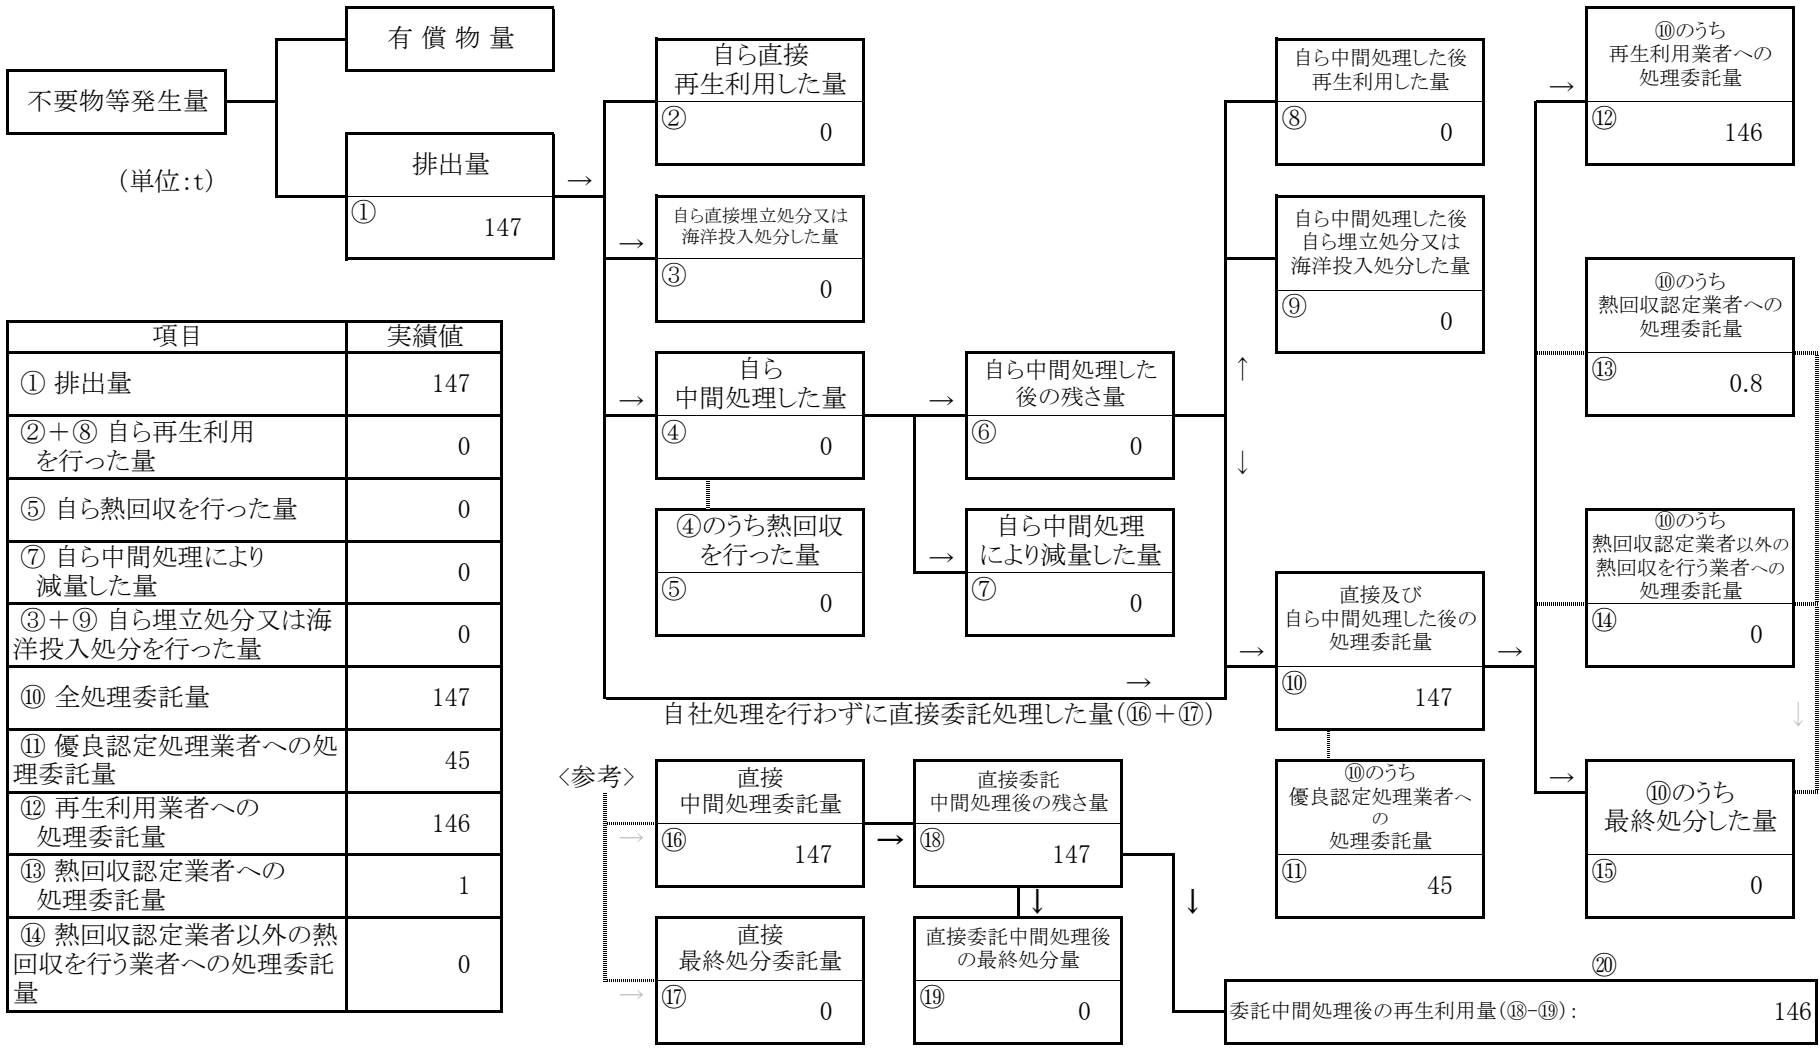 有 償 物 量
不要物等発生量
(単位:t)
排出量
①
147
→
自ら直接
再生利用した量
②
0
→
自ら直接埋立処分又は
海洋投入処分した量
③
0
→
自ら
中間処理した量
④
0
④のうち熱回収
を行った量
⑤
0
→
自ら中間処理した
後の残さ量
⑥
0
→
自ら中間処理
により減量した量
⑦
0
自ら中間処理した後
再生利用した量
⑧
0
自ら中間処理した後
自ら埋立処分又は
海洋投入処分した量
⑨
0
↑
↓
→
自社処理を行わずに直接委託処理した量(⑯+⑰)
→
直接及び
自ら中間処理した後の
処理委託量
⑩
147
⑩のうち
優良認定処理業者へ
の
処理委託量
⑪
45
→
→
⑩のうち
再生利用業者への
処理委託量
⑫
146
⑩のうち
熱回収認定業者への
処理委託量
⑬
0.8
⑩のうち
熱回収認定業者以外の
熱回収を行う業者への
処理委託量
⑭
0
↓
→
⑩のうち
最終処分した量
⑮
0
項目 実績値
① 排出量 147
②+⑧ 自ら再生利用
を行った量 0
⑤ 自ら熱回収を行った量 0
⑦ 自ら中間処理により
減量した量 0
③+⑨ 自ら埋立処分又は海
洋投入処分を行った量 0
⑩ 全処理委託量 147
⑪ 優良認定処理業者への処
理委託量 45
⑫ 再生利用業者への
処理委託量 146
⑬ 熱回収認定業者への
処理委託量 1
⑭ 熱回収認定業者以外の熱
回収を行う業者への処理委託
量 0
〈参考〉
→
直接
中間処理委託量
⑯
147
→
直接委託
中間処理後の残さ量
⑱
147
↓
↓
→
直接
最終処分委託量
⑰
0
直接委託中間処理後
の最終処分量
⑲
0
⑳
委託中間処理後の再生利用量(⑱-⑲): 146